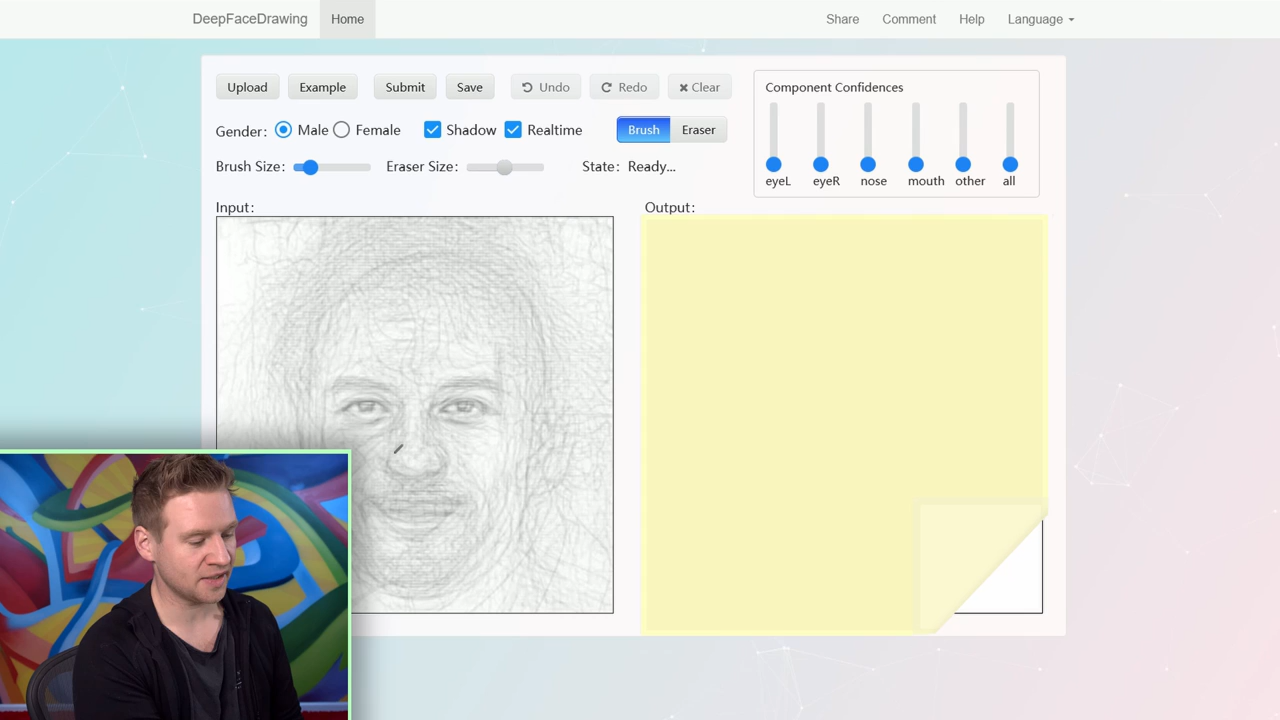 DeepFaceDrawing Home Share Comment Help Language
Upload Example Submit Save Undo Redo Clear
Component Confidences
Gender: Male Female Shadow Realtime Brush Eraser
Brush Size: Eraser Size: State: Ready...
eyeL eyeR nose mouth other all
Input: Output: